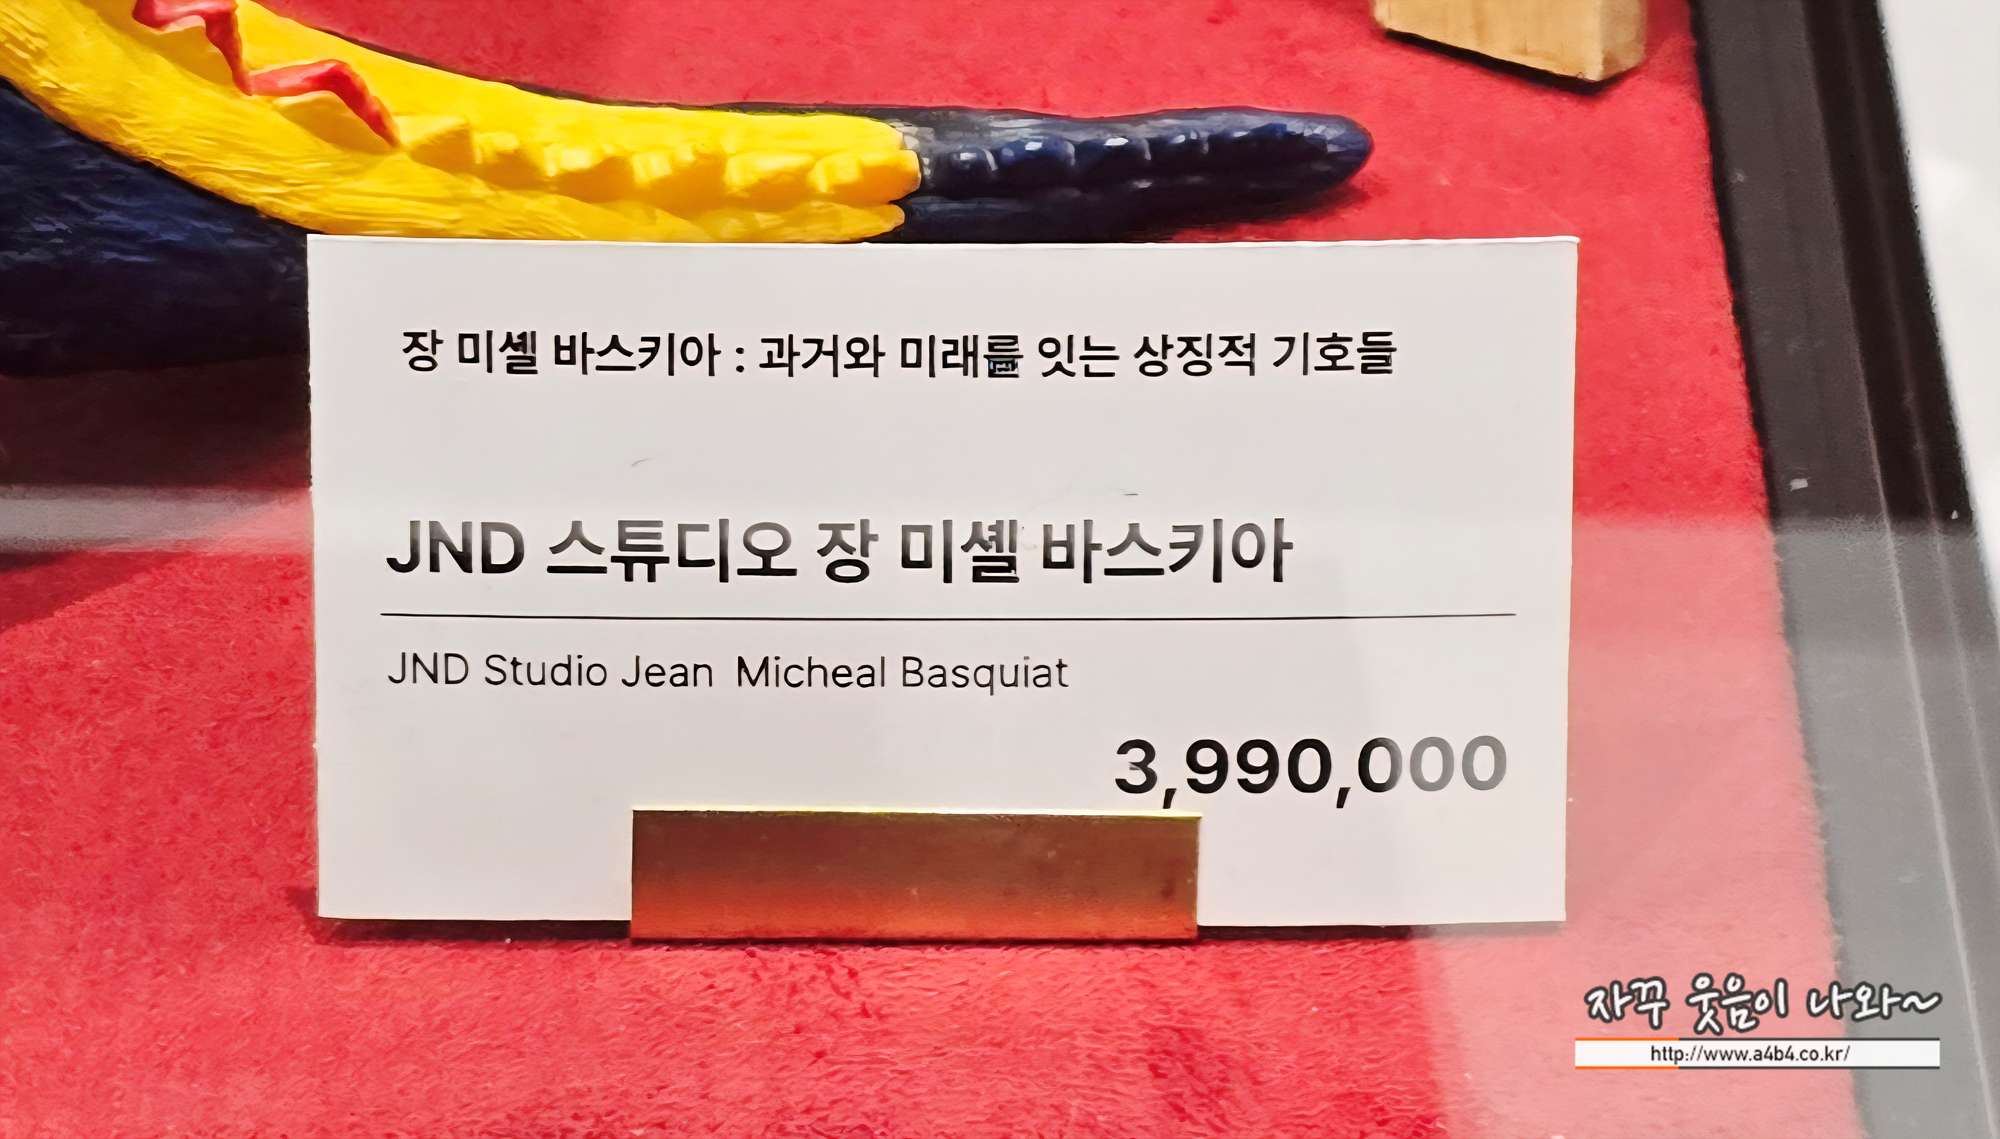 장 미셸 바스키아 : 과거와 미래를 잇는 상징적 기호들
JND 스튜디오 장 미셸 바스키아
JND Studio Jean Micheal Basquiat
3,990,000
자꾸 웃음이 나와~
http://www.a4b4.co.kr/